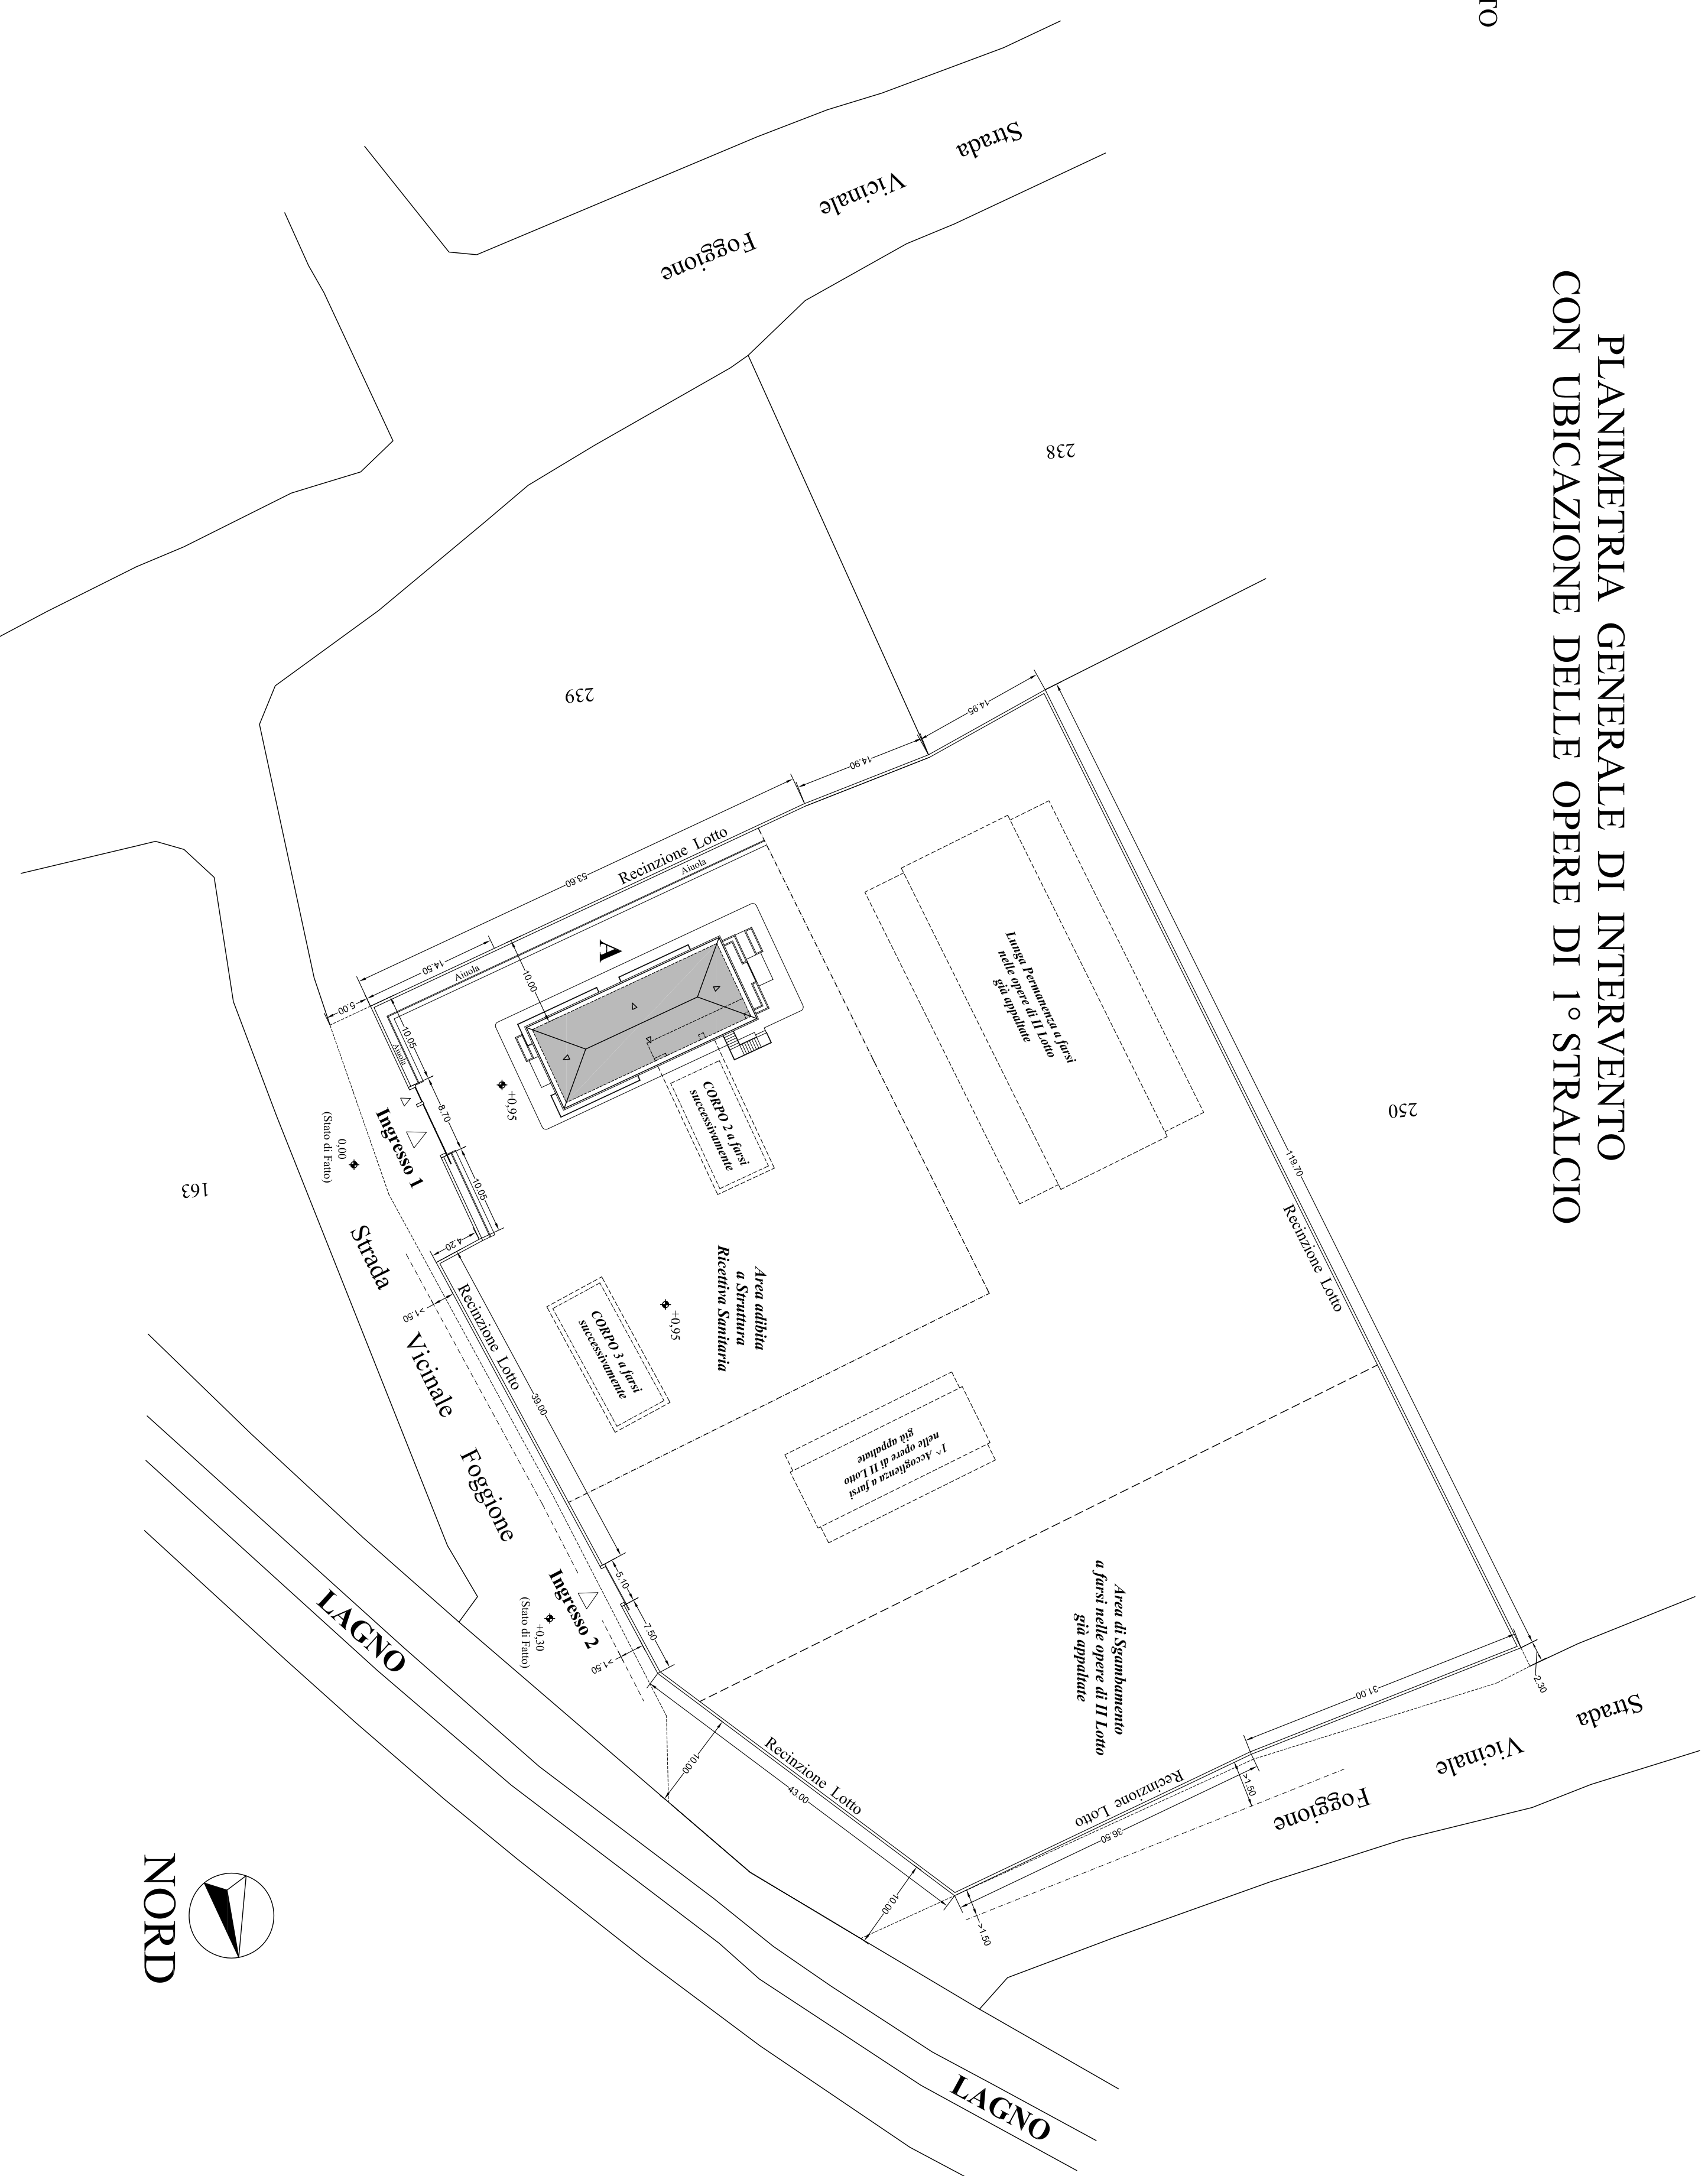 TO
PLANIMETRIA GENERALE DI INTERVENTO
CON UBICAZIONE DELLE OPERE DI 1° STRALCIO
Strada
Vicinale
Foggione
238
239
250
163
14.95
14.90
53.60
Recinzione Lotto
Aiuola
14.50
Aiuola
10.00
5.00
A
10.05
Aiuola
8.70
10.05
4.20
+0,95
Ingresso 1
0,00
(Stato di Fatto)
CORPO 2 a farsi
successivamente
Lunga Permanenza a farsi
nelle opere di II Lotto
già appaltate
119.70
Recinzione Lotto
Area adibita
a Struttura
Ricettiva Sanitaria
+0,95
CORPO 3 a farsi
successivamente
Recinzione Lotto
39.00
>1.50
Strada
Vicinale
Foggione
1^ Accoglienza a farsi
nelle opere di II Lotto
già appaltate
5.10
7.50
Ingresso 2
+0,30
(Stato di Fatto)
>1.50
Area di Sgambamento
a farsi nelle opere di II Lotto
già appaltate
10.00
Recinzione Lotto
43.00
10.00
Recinzione Lotto
36.50
>1.50
>1.50
31.00
2.30
Strada
Vicinale
Foggione
LAGNO
LAGNO
NORD